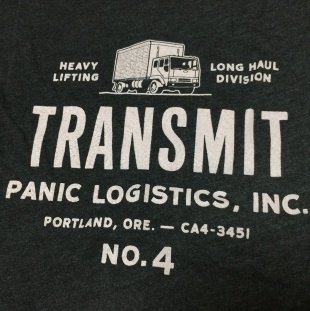 HEAVY LIFTING
LONG HAUL DIVISION
TRANSMIT
PANIC LOGISTICS, INC.
PORTLAND, ORE. — CA4-3451
NO. 4